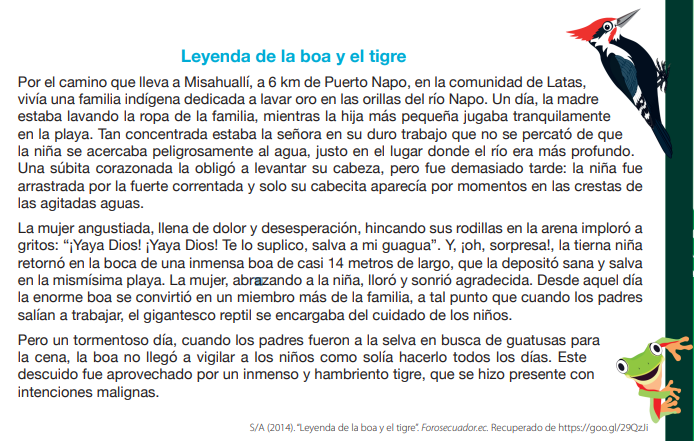 Leyenda de la boa y el tigre
Por el camino que lleva a Misahuallí, a 6 km de Puerto Napo, en la comunidad de Latas,
vivía una familia indígena dedicada a lavar oro en las orillas del río Napo. Un día, la madre
estaba lavando la ropa de la familia, mientras la hija más pequeña jugaba tranquilamente
en la playa. Tan concentrada estaba la señora en su duro trabajo que no se percató de que
la niña se acercaba peligrosamente al agua, justo en el lugar donde el río era más profundo.
Una súbita corazonada la obligó a levantar su cabeza, pero fue demasiado tarde: la niña fue
arrastrada por la fuerte correntada y solo su cabecita aparecía por momentos en las crestas de
las agitadas aguas.
La mujer angustiada, llena de dolor y desesperación, hincando sus rodillas en la arena imploró a
gritos: “¡Yaya Dios! ¡Yaya Dios! Te lo suplico, salva a mi guagua”. Y, ¡oh, sorpresa!, la tierna niña
retornó en la boca de una inmensa boa de casi 14 metros de largo, que la depositó sana y salva
en la mismísima playa. La mujer, abrazando a la niña, lloró y sonrió agradecida. Desde aquel día
la enorme boa se convirtió en un miembro más de la familia, a tal punto que cuando los padres
salían a trabajar, el gigantesco reptil se encargaba del cuidado de los niños.
Pero un tormentoso día, cuando los padres fueron a la selva en busca de guatusas para
la cena, la boa no llegó a vigilar a los niños como solía hacerlo todos los días. Este
descuido fue aprovechado por un inmenso y hambriento tigre, que se hizo presente con
intenciones malignas.
S/A (2014). “Leyenda de la boa y el tigre”. Forosecuador.ec. Recuperado de https://goo.gl/29QzJi